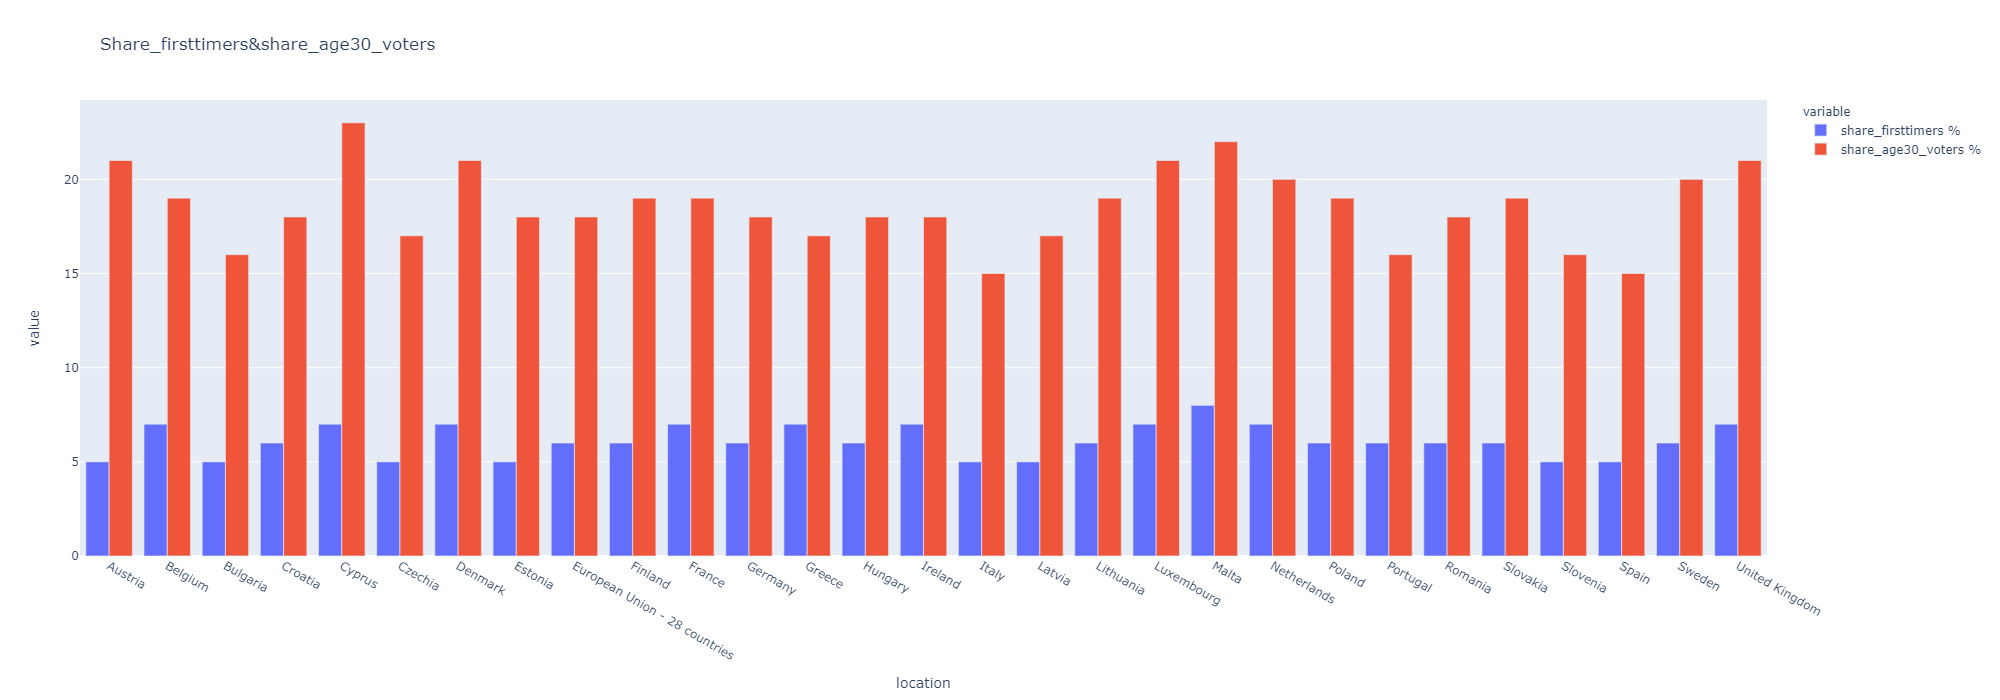 Share_firsttimers&share_age30_voters
variable
share_firsttimers %
share_age30_voters %
value
20
15
10
5
0
Austria
Belgium
Bulgaria
Croatia
Cyprus
Czechia
Denmark
Estonia
European Union - 28 countries
Finland
France
Germany
Greece
Hungary
Ireland
Italy
Latvia
Lithuania
Luxembourg
Malta
Netherlands
Poland
Portugal
Romania
Slovakia
Slovenia
Spain
Sweden
United Kingdom
location